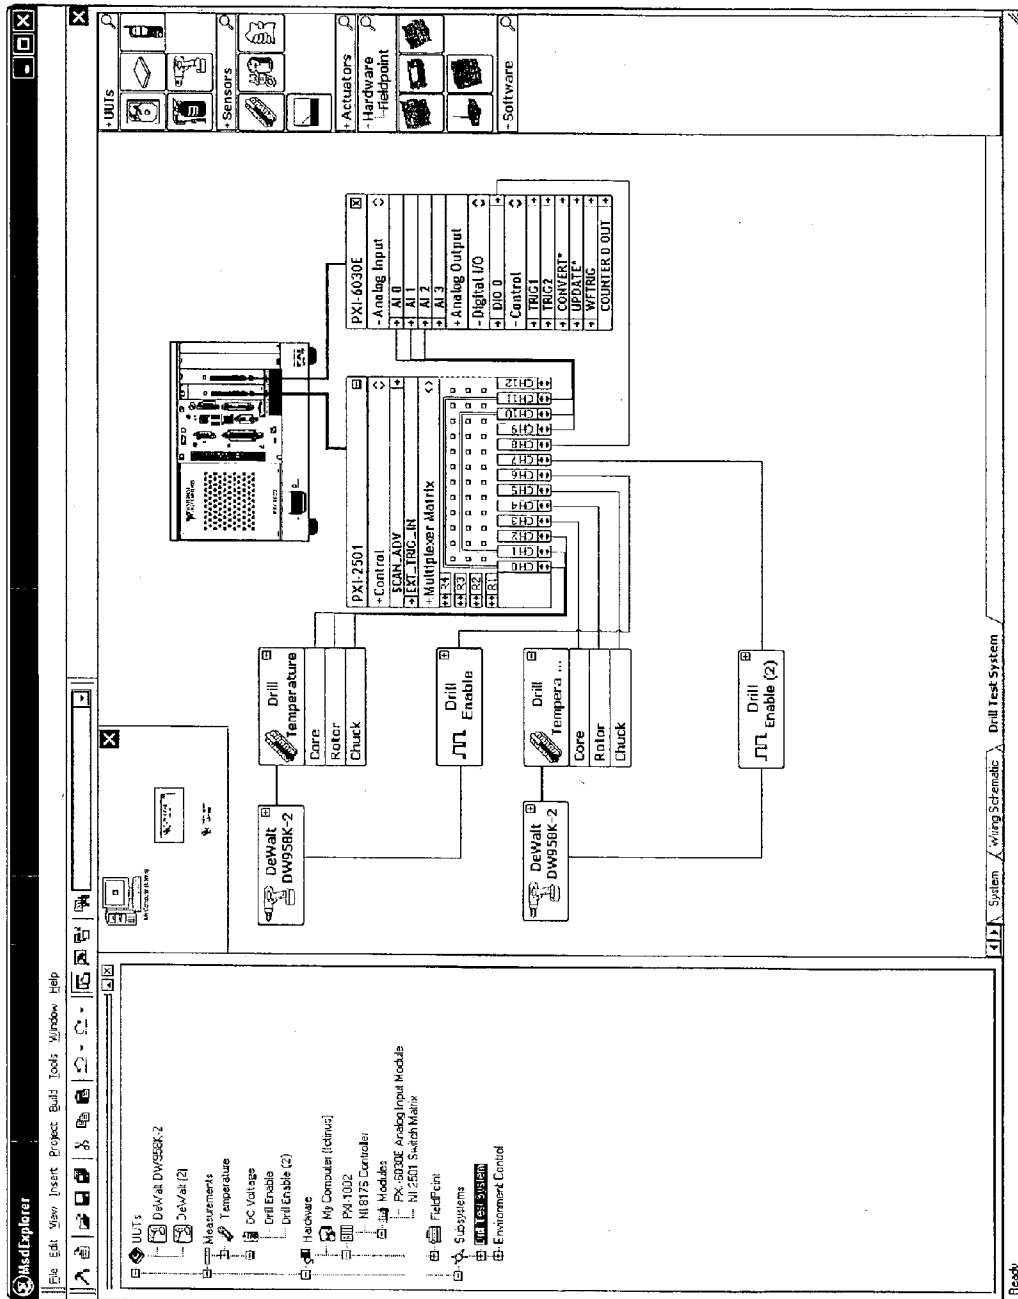 MsdExplorer
File Edit View Insert Project Build Tools Window Help
UUTs
DeWalt DW958K-2
DeWalt (2)
Measurements
Temperature
DC Voltage
Drill Enable
Drill Enable (2)
Hardware
My Computer [Ictinus]
PXI-1002
NI 8175 Controller
Modules
PXI-6030E Analog Input Module
NI 2501 Switch Matrix
FieldPoint
Subsystems
Drill Test System
Environment Control
DeWalt
DW958K-2
Drill
Temperature
Core
Rotor
Chuck
Drill
Enable
DeWalt
DW958K-2
Drill
Tempera ...
Core
Rotor
Chuck
Drill
Enable (2)
PXI-2501
+Control
SCAN_ADV
EXT_TRIG_IN
+Multiplexer Matrix
R4
R3
R2
R1
CH0
CH1
CH2
CH3
CH4
CH5
CH6
CH7
CH8
CH9
CH10
CH11
CH12
PXI-6030E
- Analog Input
AI 0
AI 1
AI 2
AI 3
+ Analog Output
- Digital I/O
DIO 0
- Control
TRIG1
TRIG2
CONVERT*
UPDATE*
WFTRIG
COUNTER 0 OUT
+ UUTs
+ Sensors
+ Actuators
- Hardware
Fieldpoint
- Software
System
Wiring Schematic
Drill Test System
Ready